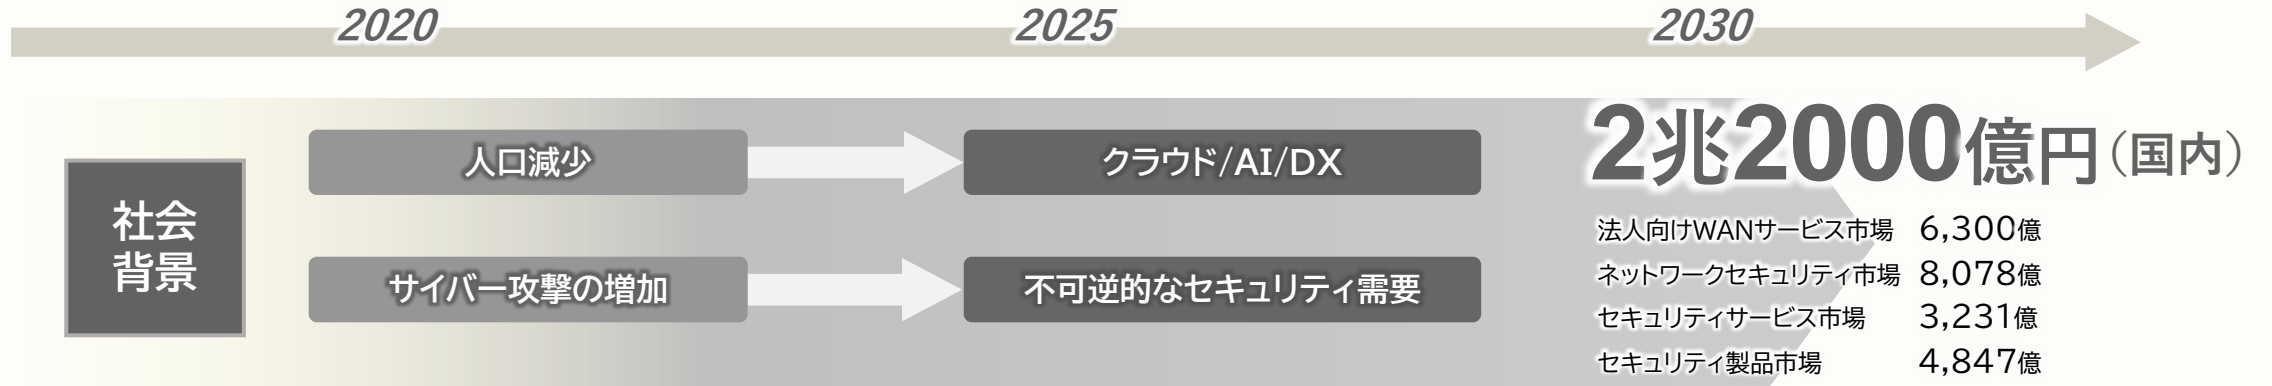 2020
2025
2030
社会
背景
人口減少
クラウド/AI/DX
サイバー攻撃の増加
不可逆的なセキュリティ需要
2兆2000億円(国内)
法人向けWANサービス市場 6,300億
ネットワークセキュリティ市場 8,078億
セキュリティサービス市場 3,231億
セキュリティ製品市場 4,847億